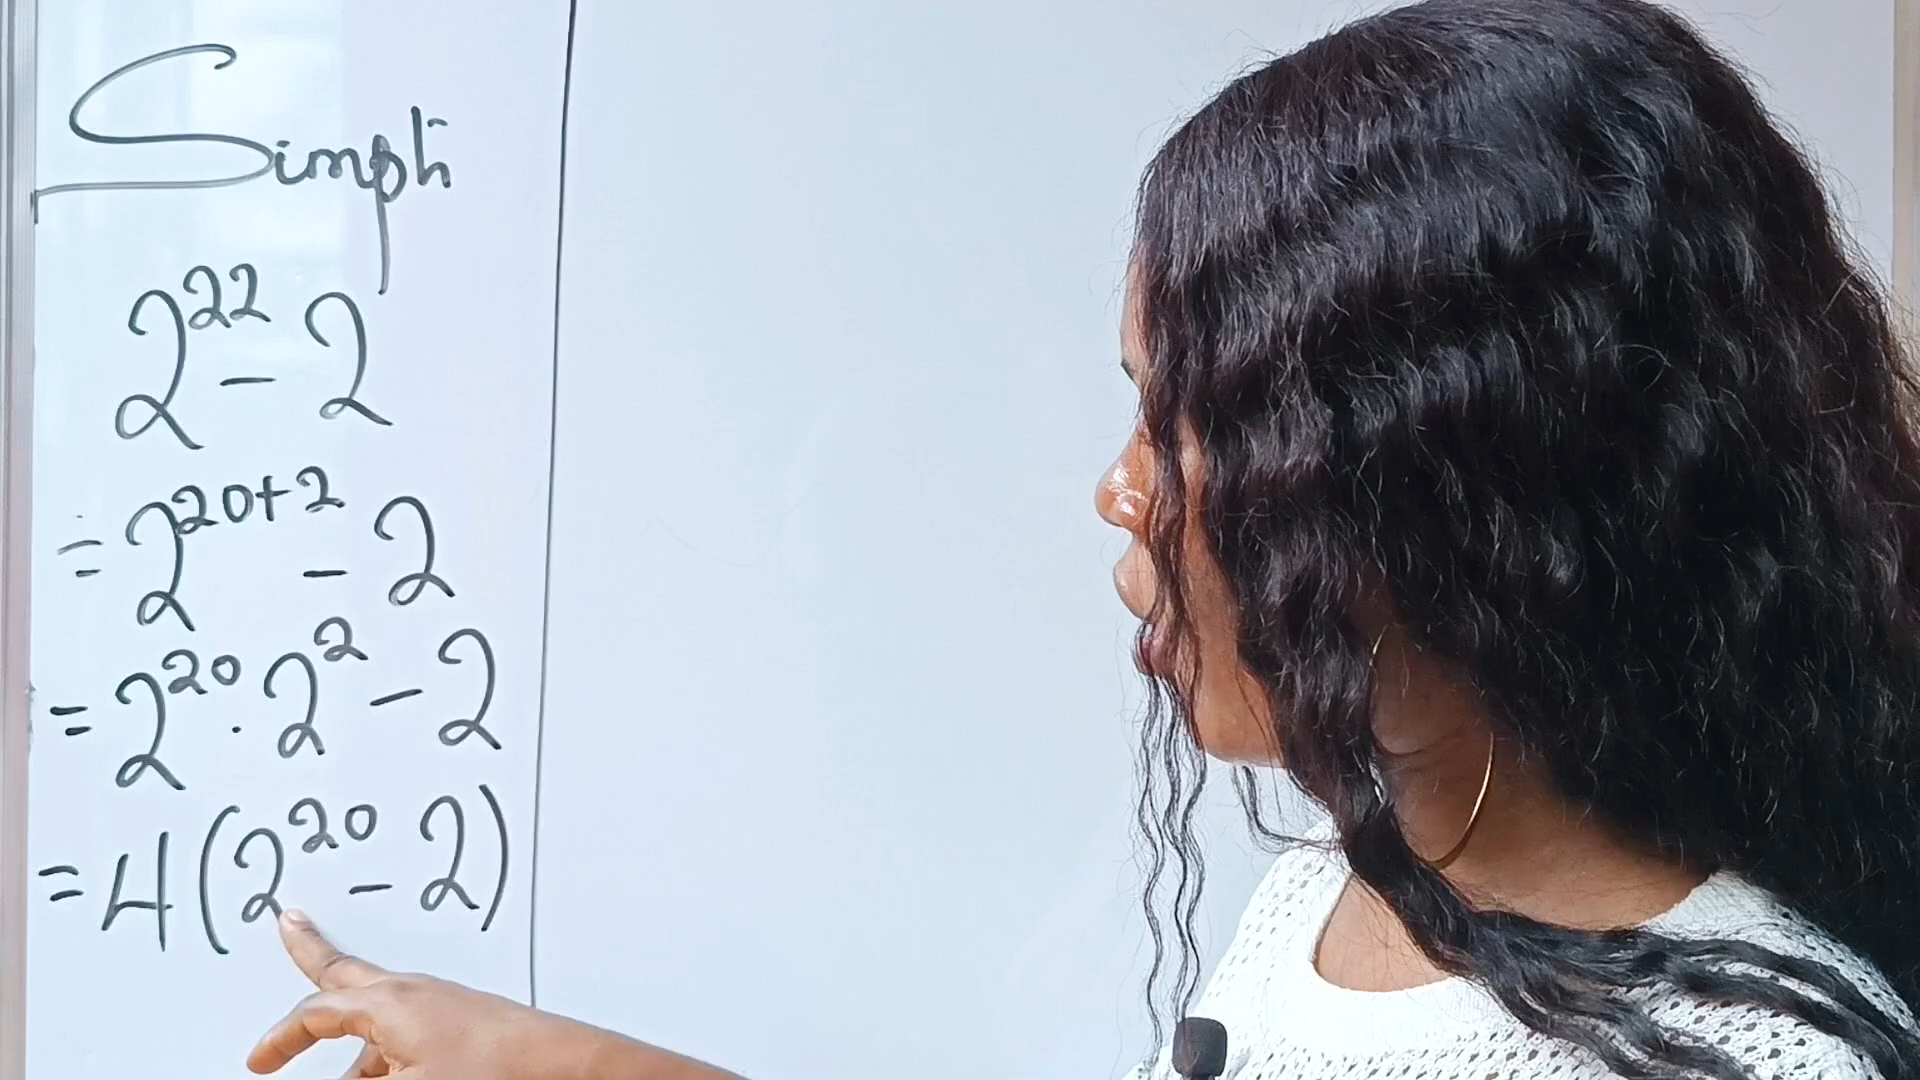 Simpli
2²² - 2
= 2²⁰⁺² - 2
= 2²⁰ · 2² - 2
= 4(2²⁰ - 2)